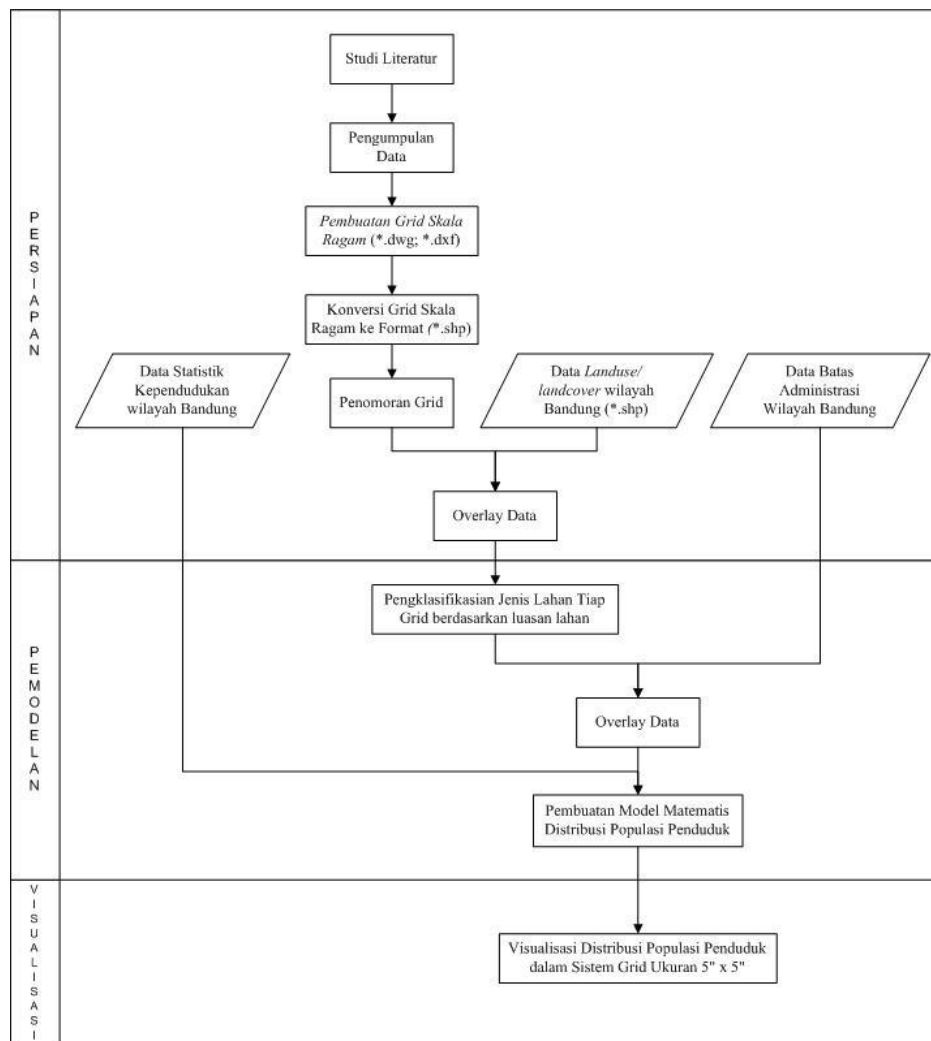 PERSIAPAN
Studi Literatur
Pengumpulan
Data
Pembuatan Grid Skala
Ragam (*.dwg; *.dxf)
Konversi Grid Skala
Ragam ke Format (*.shp)
Data Statistik
Kependudukan
wilayah Bandung
Penomoran Grid
Data Landuse/
landcover wilayah
Bandung (*.shp)
Data Batas
Administrasi
Wilayah Bandung
Overlay Data
PEMODELAN
Pengklasifikasian Jenis Lahan Tiap
Grid berdasarkan luasan lahan
Overlay Data
Pembuatan Model Matematis
Distribusi Populasi Penduduk
VISUALISASI
Visualisasi Distribusi Populasi Penduduk
dalam Sistem Grid Ukuran 5" x 5"